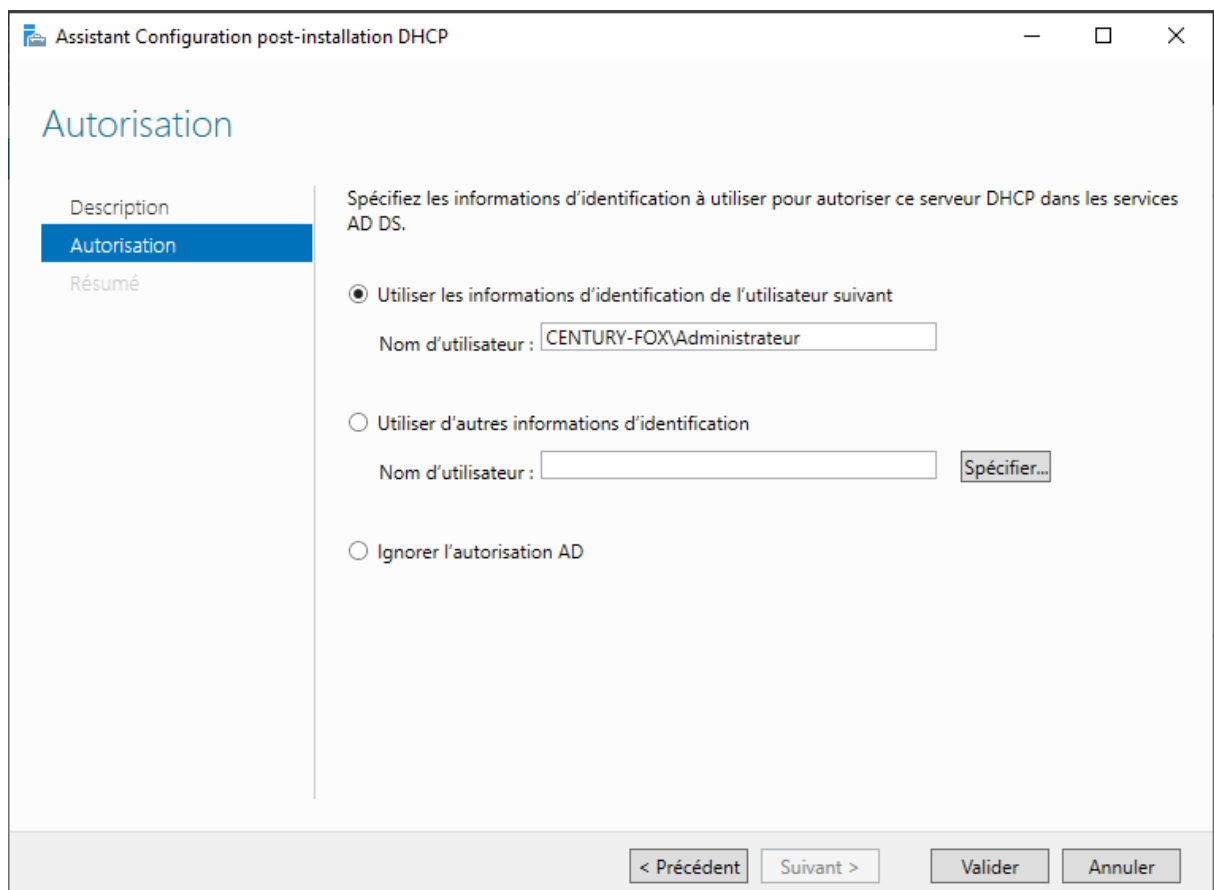 Assistant Configuration post-installation DHCP
Autorisation
Description
Autorisation
Résumé
Spécifiez les informations d'identification à utiliser pour autoriser ce serveur DHCP dans les services
AD DS.
Utiliser les informations d'identification de l'utilisateur suivant
Nom d'utilisateur : CENTURY-FOX\Administrateur
Utiliser d'autres informations d'identification
Nom d'utilisateur :
Spécifier...
Ignorer l'autorisation AD
< Précédent
Suivant >
Valider
Annuler